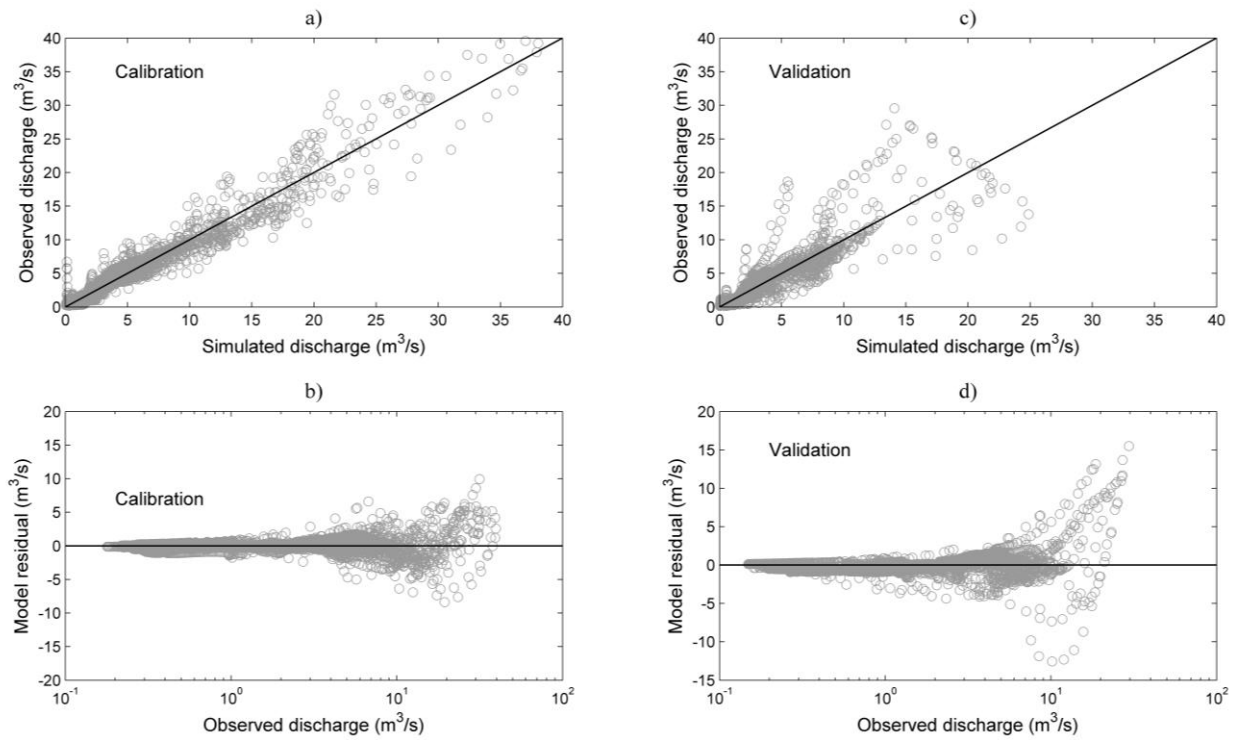 a)
40
35
30
25
20
15
10
5
0
Observed discharge (m³/s)
Calibration
0 5 10 15 20 25 30 35 40
Simulated discharge (m³/s)
c)
40
35
30
25
20
15
10
5
0
Observed discharge (m³/s)
Validation
0 5 10 15 20 25 30 35 40
Simulated discharge (m³/s)
b)
20
15
10
5
0
-5
-10
-15
-20
Model residual (m³/s)
Calibration
10⁻¹ 10⁰ 10¹ 10²
Observed discharge (m³/s)
d)
20
15
10
5
0
-5
-10
-15
Model residual (m³/s)
Validation
10⁻¹ 10⁰ 10¹ 10²
Observed discharge (m³/s)